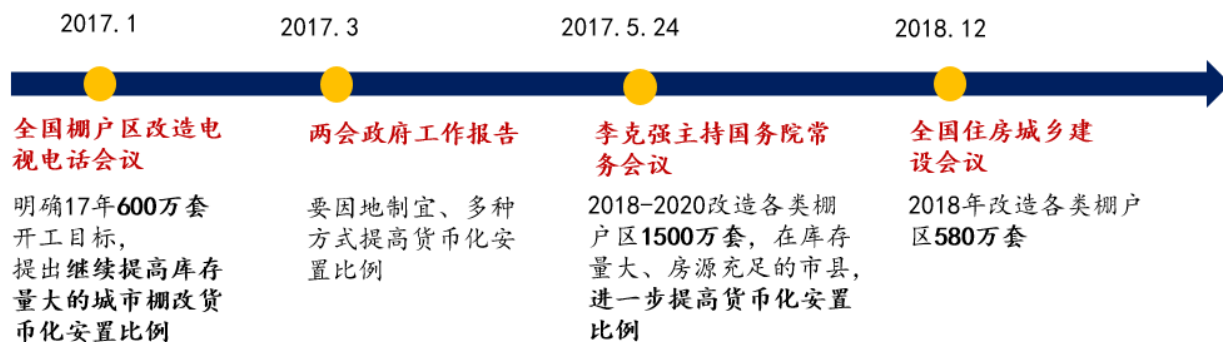 2017.1
2017.3
2017.5.24
2018.12
全国棚户区改造电
视电话会议
明确17年600万套
开工目标，
提出继续提高库存
量大的城市棚改货
币化安置比例
两会政府工作报告
要因地制宜、多种
方式提高货币化安
置比例
李克强主持国务院常
务会议
2018-2020改造各类棚
户区1500万套，在库存
量大、房源充足的市县，
进一步提高货币化安置
比例
全国住房城乡建
设会议
2018年改造各类棚户
区580万套